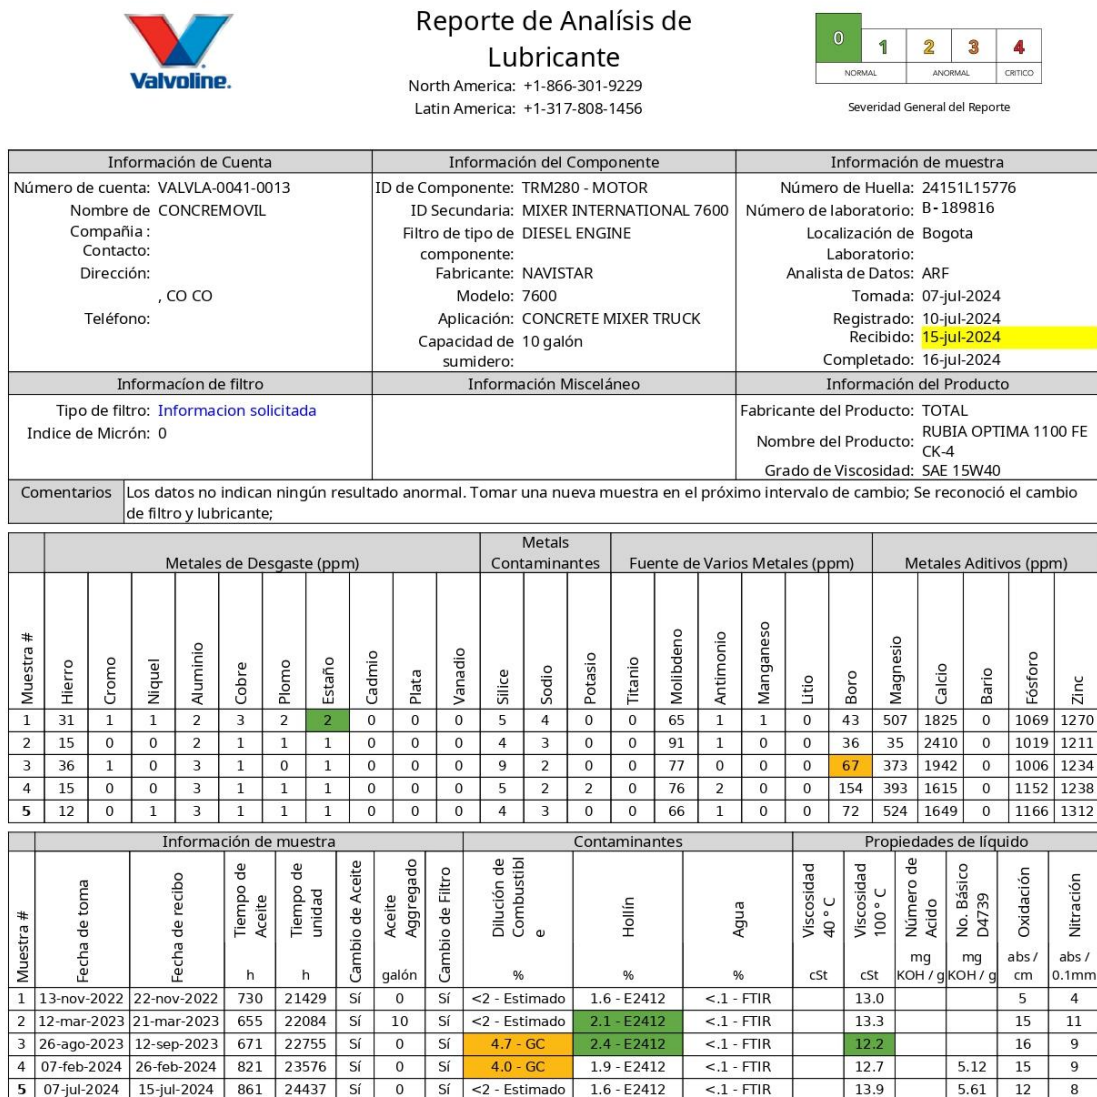 Valvoline.
Reporte de Analísis de
Lubricante
North America: +1-866-301-9229
Latin America: +1-317-808-1456
0 1 2 3 4
NORMAL ANORMAL CRITICO
Severidad General del Reporte
Información de Cuenta
Número de cuenta: VALVLA-0041-0013
Nombre de Compañia : CONCREMOVIL
Contacto:
Dirección:
, CO CO
Teléfono:
Información del Componente
ID de Componente: TRM280 - MOTOR
ID Secundaria: MIXER INTERNATIONAL 7600
Filtro de tipo de componente: DIESEL ENGINE
Fabricante: NAVISTAR
Modelo: 7600
Aplicación: CONCRETE MIXER TRUCK
Capacidad de sumidero: 10 galón
Información de muestra
Número de Huella: 24151L15776
Número de laboratorio: B-189816
Localización de Laboratorio: Bogota
Analista de Datos: ARF
Tomada: 07-jul-2024
Registrado: 10-jul-2024
Recibido: 15-jul-2024
Completado: 16-jul-2024
Informacíon de filtro
Tipo de filtro: Informacion solicitada
Indice de Micrón: 0
Información Misceláneo
Información del Producto
Fabricante del Producto: TOTAL
Nombre del Producto: RUBIA OPTIMA 1100 FE CK-4
Grado de Viscosidad: SAE 15W40
Comentarios
Los datos no indican ningún resultado anormal. Tomar una nueva muestra en el próximo intervalo de cambio; Se reconoció el cambio
de filtro y lubricante;
Metales de Desgaste (ppm) Metals Contaminantes Fuente de Varios Metales (ppm) Metales Aditivos (ppm)
Muestra # Hierro Cromo Niquel Aluminio Cobre Plomo Estaño Cadmio Plata Vanadio Silice Sodio Potasio Titanio Molibdeno Antimonio Manganeso Litio Boro Magnesio Calcio Bario Fósforo Zinc
1 31 1 1 2 3 2 2 0 0 0 5 4 0 0 65 1 1 0 43 507 1825 0 1069 1270
2 15 0 0 2 1 1 1 0 0 0 4 3 0 0 91 1 0 0 36 35 2410 0 1019 1211
3 36 1 0 3 1 0 1 0 0 0 9 2 0 0 77 0 0 0 67 373 1942 0 1006 1234
4 15 0 0 3 1 1 1 0 0 0 5 2 2 0 76 2 0 0 154 393 1615 0 1152 1238
5 12 0 1 3 1 1 1 0 0 0 4 3 0 0 66 1 0 0 72 524 1649 0 1166 1312
Información de muestra Contaminantes Propiedades de líquido
Muestra # Fecha de toma Fecha de recibo Tiempo de Aceite Tiempo de unidad Cambio de Aceite Aceite Aggregado Cambio de Filtro Dilución de Combustible Hollín Agua Viscosidad 40 ° C Viscosidad 100 ° C Número de Acido No. Básico D4739 Oxidación Nitración
h h galón % % % cSt cSt mg KOH / g mg KOH / g abs / cm abs / 0.1mm
1 13-nov-2022 22-nov-2022 730 21429 Sí 0 Sí <2 - Estimado 1.6 - E2412 <.1 - FTIR 13.0 5 4
2 12-mar-2023 21-mar-2023 655 22084 Sí 10 Sí <2 - Estimado 2.1 - E2412 <.1 - FTIR 13.3 15 11
3 26-ago-2023 12-sep-2023 671 22755 Sí 0 Sí 4.7 - GC 2.4 - E2412 <.1 - FTIR 12.2 16 9
4 07-feb-2024 26-feb-2024 821 23576 Sí 0 Sí 4.0 - GC 1.9 - E2412 <.1 - FTIR 12.7 5.12 15 9
5 07-jul-2024 15-jul-2024 861 24437 Sí 0 Sí <2 - Estimado 1.6 - E2412 <.1 - FTIR 13.9 5.61 12 8